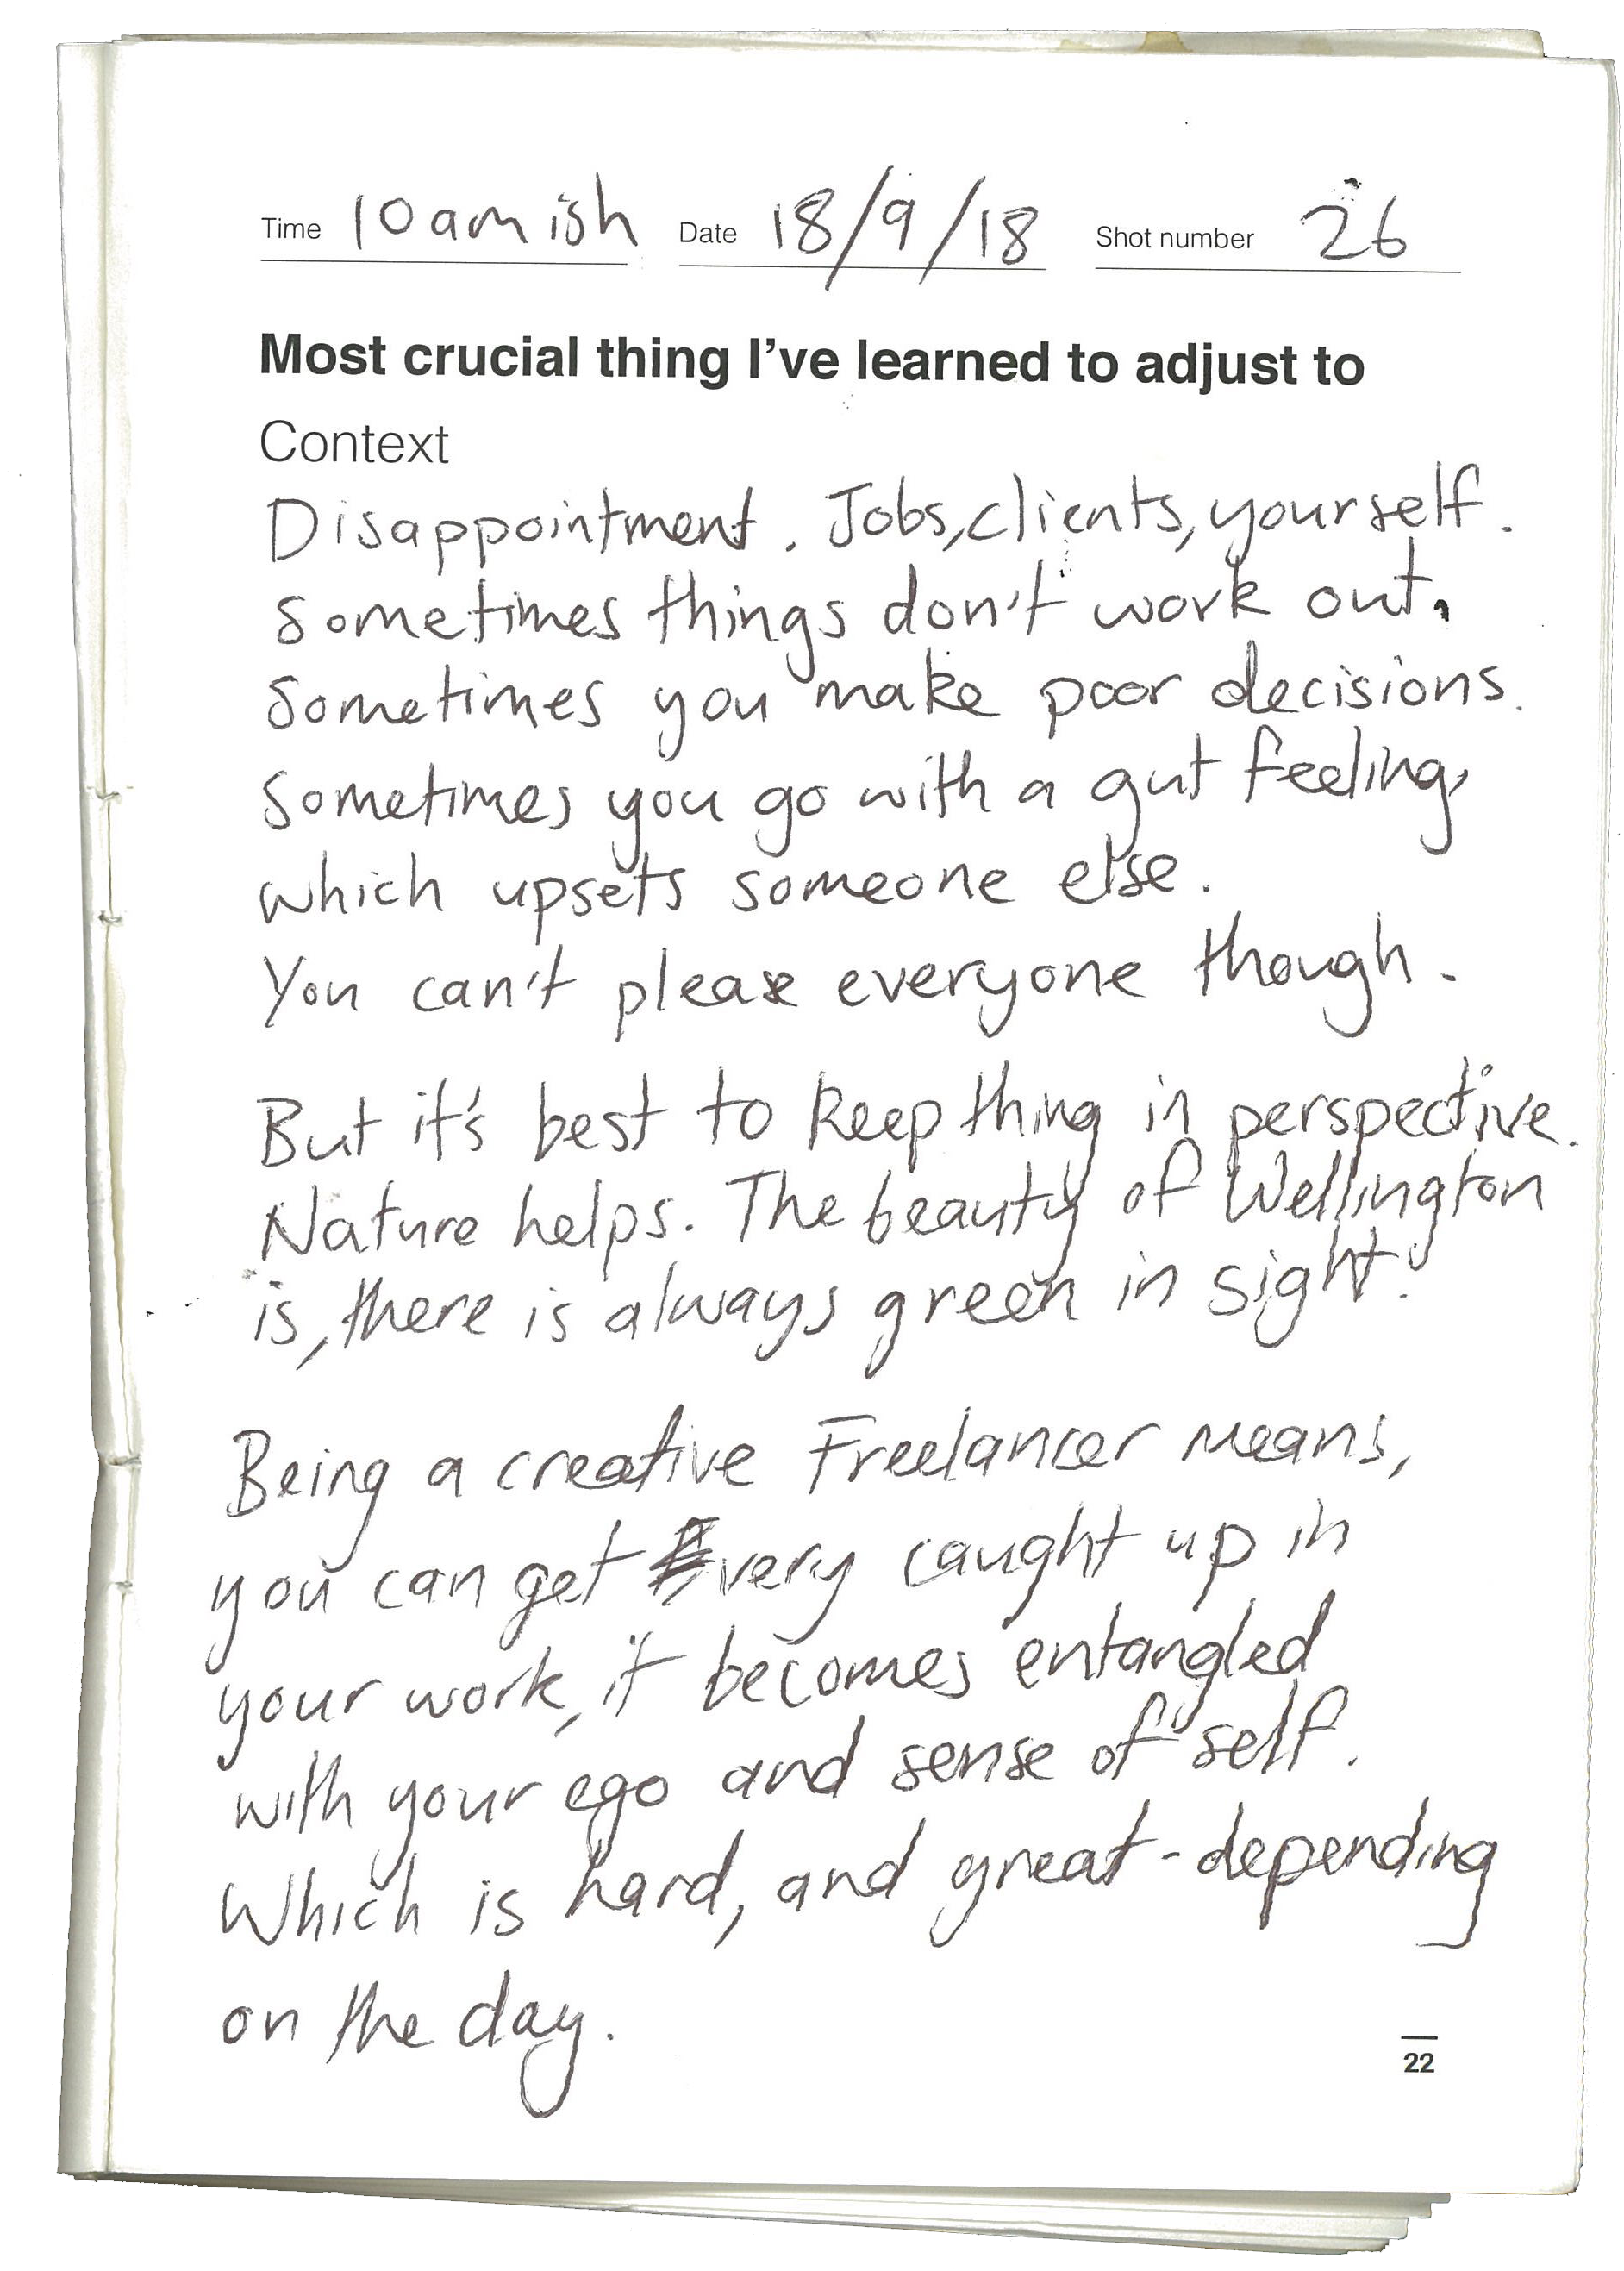 Time 10 am ish Date 18/9/18 Shot number 26
Most crucial thing I've learned to adjust to
Context
Disappointment. Jobs, clients, yourself.
Sometimes things don't work out.
Sometimes you make poor decisions.
Sometimes you go with a gut feeling,
which upsets someone else.
You can't please everyone though.
But it's best to keep thing in perspective.
Nature helps. The beauty of Wellington
is, there is always green in sight.
Being a creative Freelancer means,
you can get very caught up in
your work, it becomes entangled
with your ego and sense of self.
Which is hard, and great - depending
on the day.
22